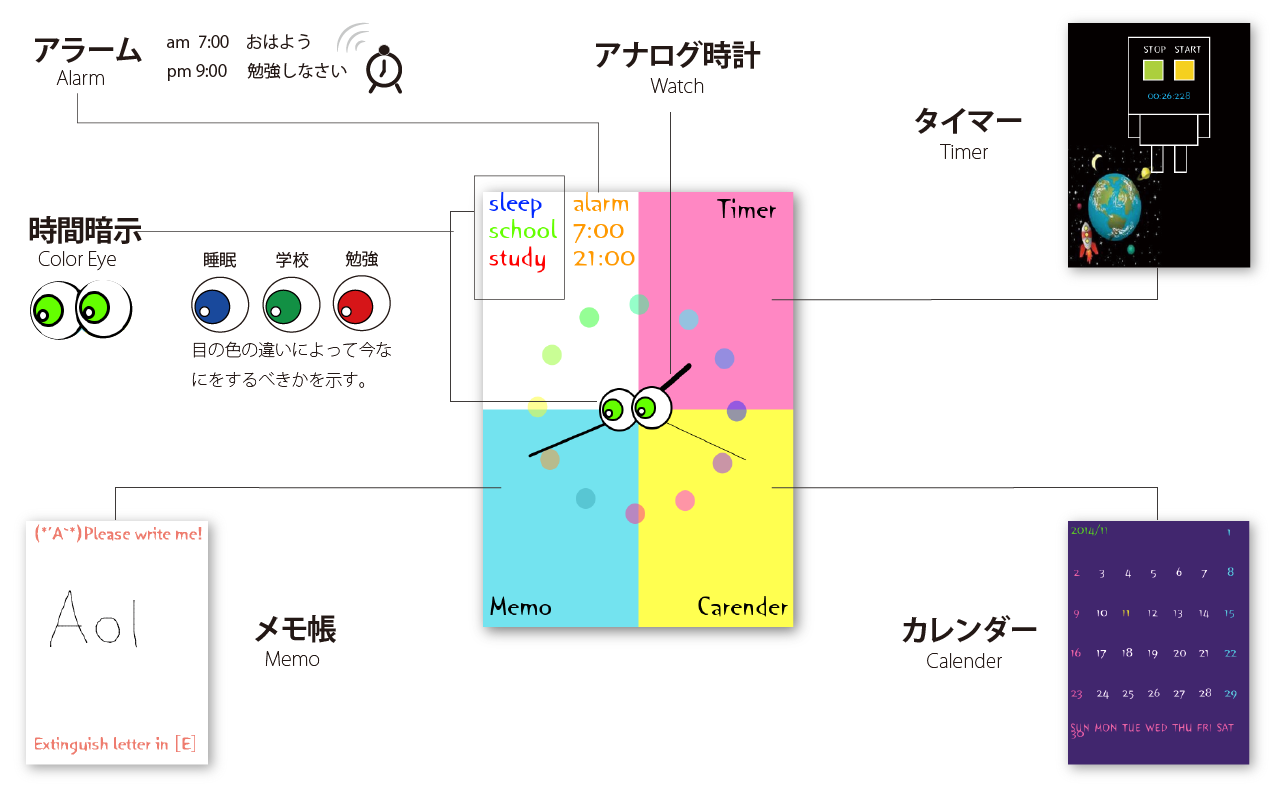 アラーム
Alarm
am 7:00 おはよう
pm 9:00 勉強しなさい
アナログ時計
Watch
タイマー
Timer
STOP START
00:26:228
時間暗示
Color Eye
睡眠 学校 勉強
目の色の違いによって今な
にをするべきかを示す。
sleep
school
study
alarm
7:00
21:00
Timer
Memo
Carender
(*´A`*)Please write me!
AoI
Extinguish letter in [E]
メモ帳
Memo
カレンダー
Calender
2014/11 1
2 3 4 5 6 7 8
9 10 11 12 13 14 15
16 17 18 19 20 21 22
23 24 25 26 27 28 29
SUN MON TUE WED THU FRI SAT
30